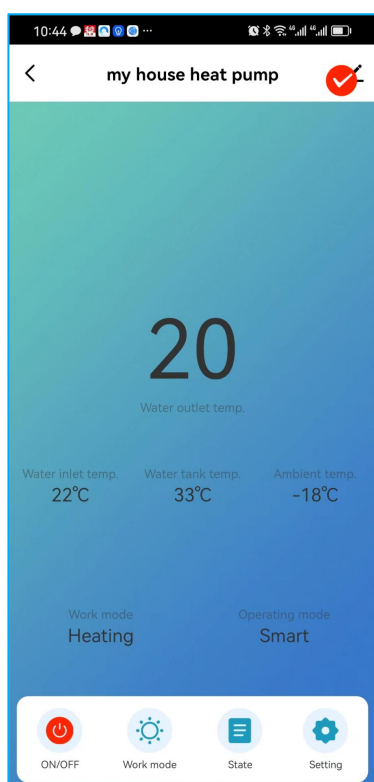 10:44
my house heat pump
20
Water outlet temp.
Water inlet temp. Water tank temp. Ambient temp.
22℃ 33℃ -18℃
Work mode Operating mode
Heating Smart
ON/OFF Work mode State Setting